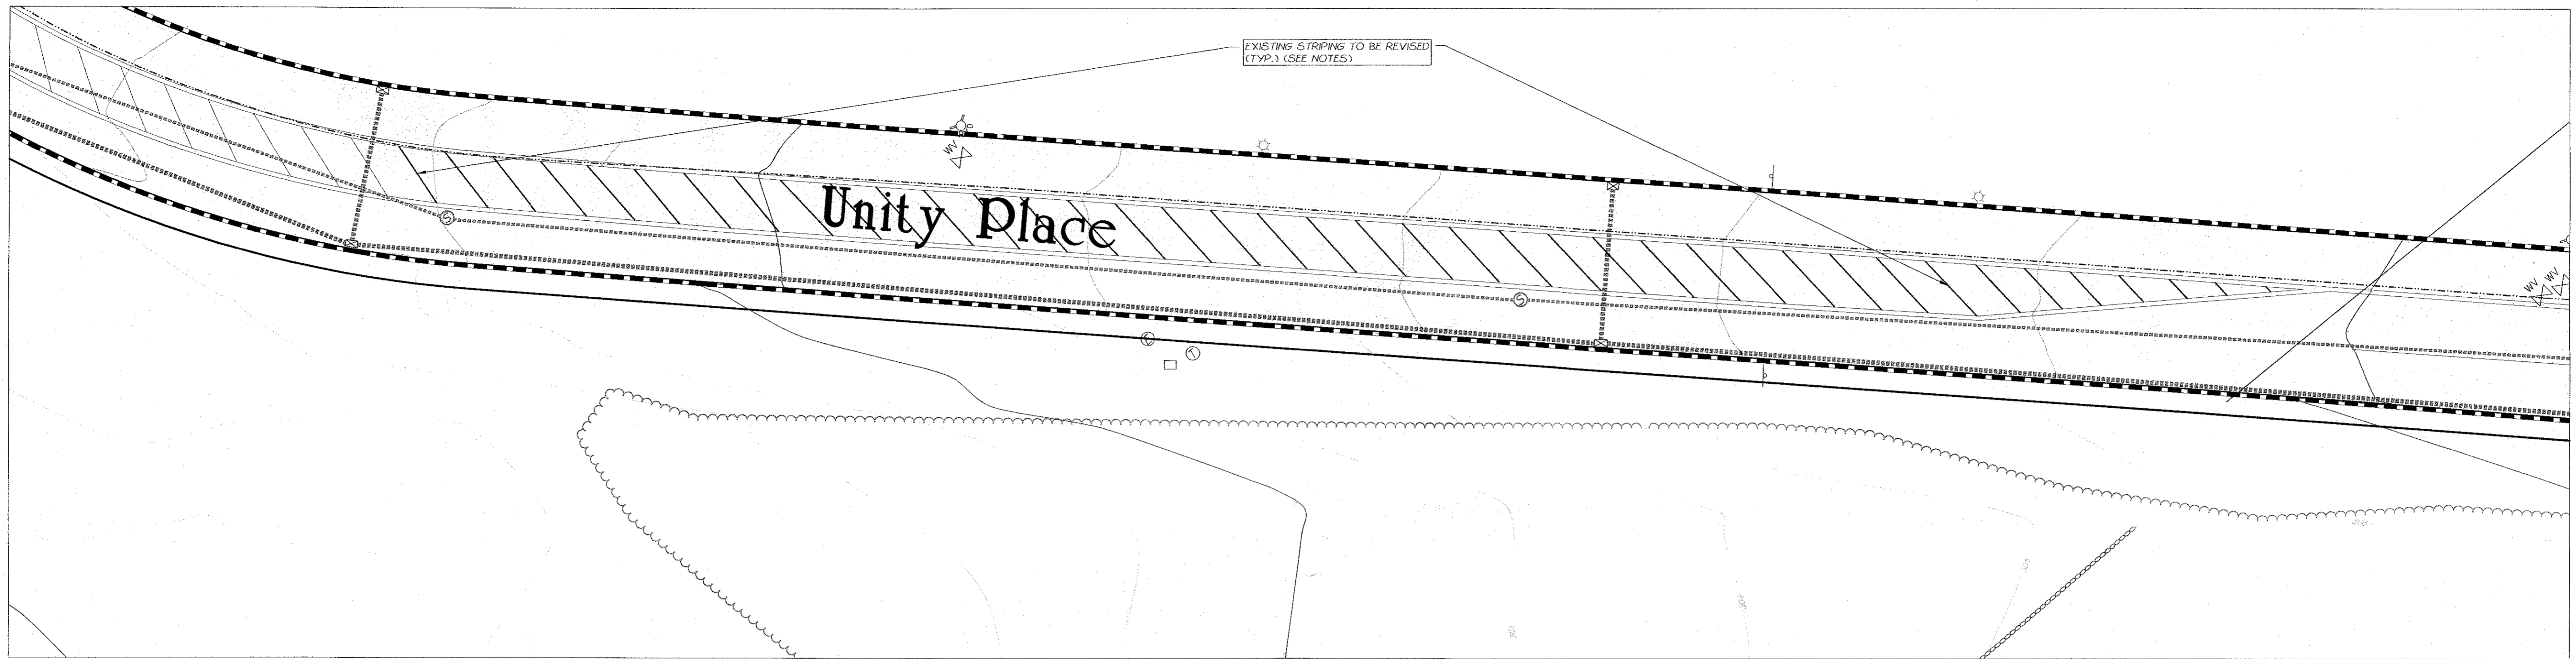 EXISTING STRIPING TO BE REVISED
(TYP.) (SEE NOTES)
WV
Unity Place
S
S
T
WV
WV